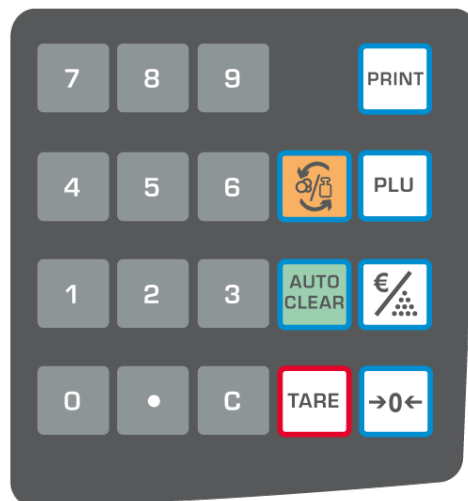 7 8 9 PRINT
4 5 6 PLU
1 2 3 AUTO CLEAR €/
0 • C TARE →0←